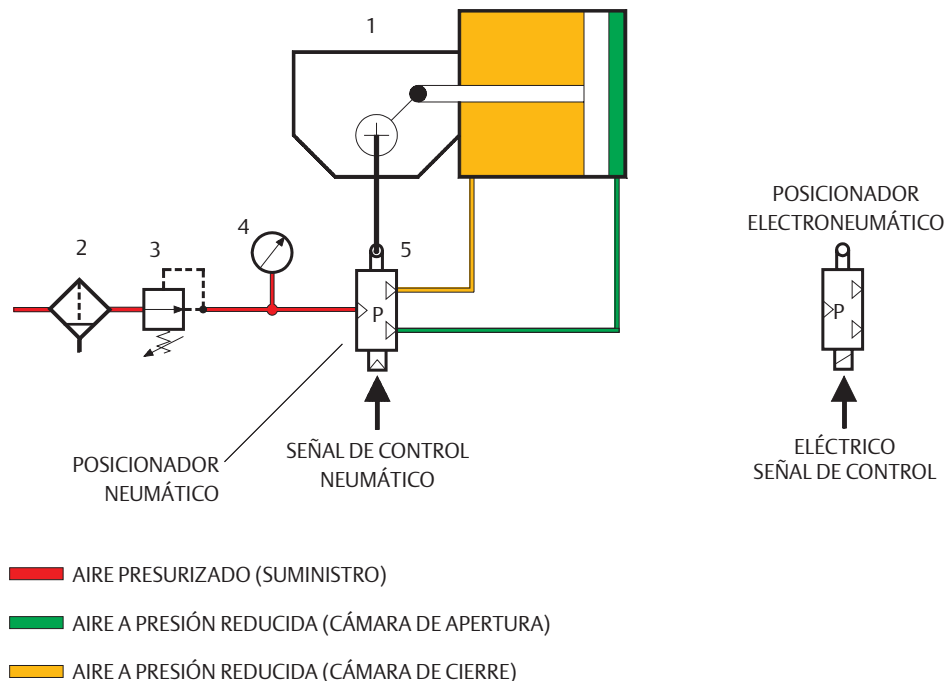 1
2
3
4
5
P
POSICIONADOR
NEUMÁTICO
SEÑAL DE CONTROL
NEUMÁTICO
POSICIONADOR
ELECTRONEUMÁTICO
P
ELÉCTRICO
SEÑAL DE CONTROL
AIRE PRESURIZADO (SUMINISTRO)
AIRE A PRESIÓN REDUCIDA (CÁMARA DE APERTURA)
AIRE A PRESIÓN REDUCIDA (CÁMARA DE CIERRE)